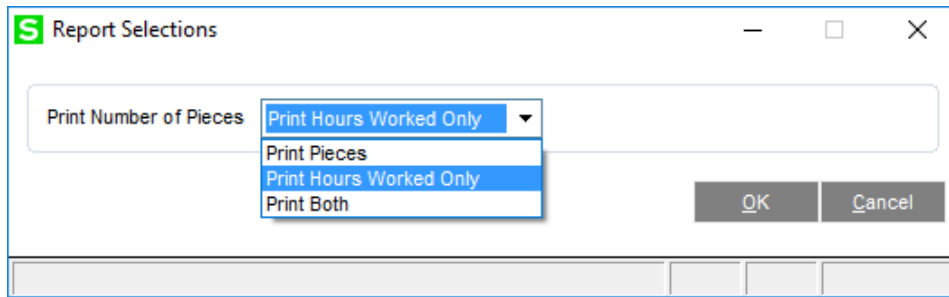 S Report Selections
Print Number of Pieces Print Hours Worked Only
Print Pieces
Print Hours Worked Only
Print Both
OK Cancel